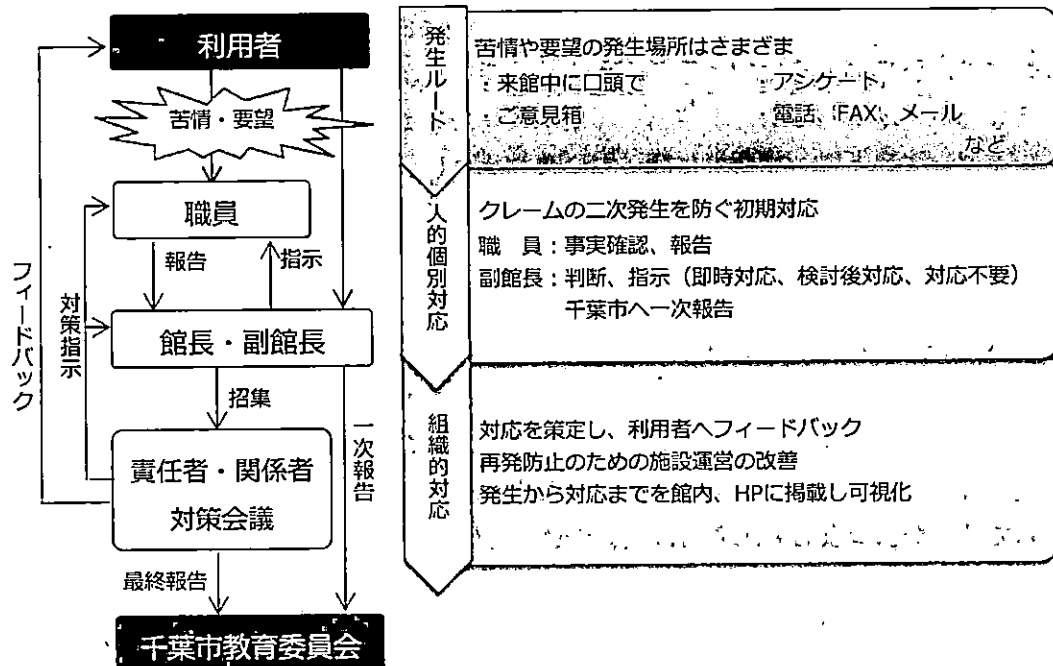 利用者
苦情・要望
職員
報告
指示
館長・副館長
招集
責任者・関係者
対策会議
最終報告
千葉市教育委員会
フィードバック
対策指示
一次報告
発生ルート
苦情や要望の発生場所はさまざま
・来館中に口頭で
・アンケート
・ご意見箱
・電話、FAX、メール
など
人的個別対応
クレームの二次発生を防ぐ初期対応
職　員：事実確認、報告
副館長：判断、指示（即時対応、検討後対応、対応不要）
千葉市へ一次報告
組織的対応
対応を策定し、利用者へフィードバック
再発防止のための施設運営の改善
発生から対応までを館内、HPに掲載し可視化